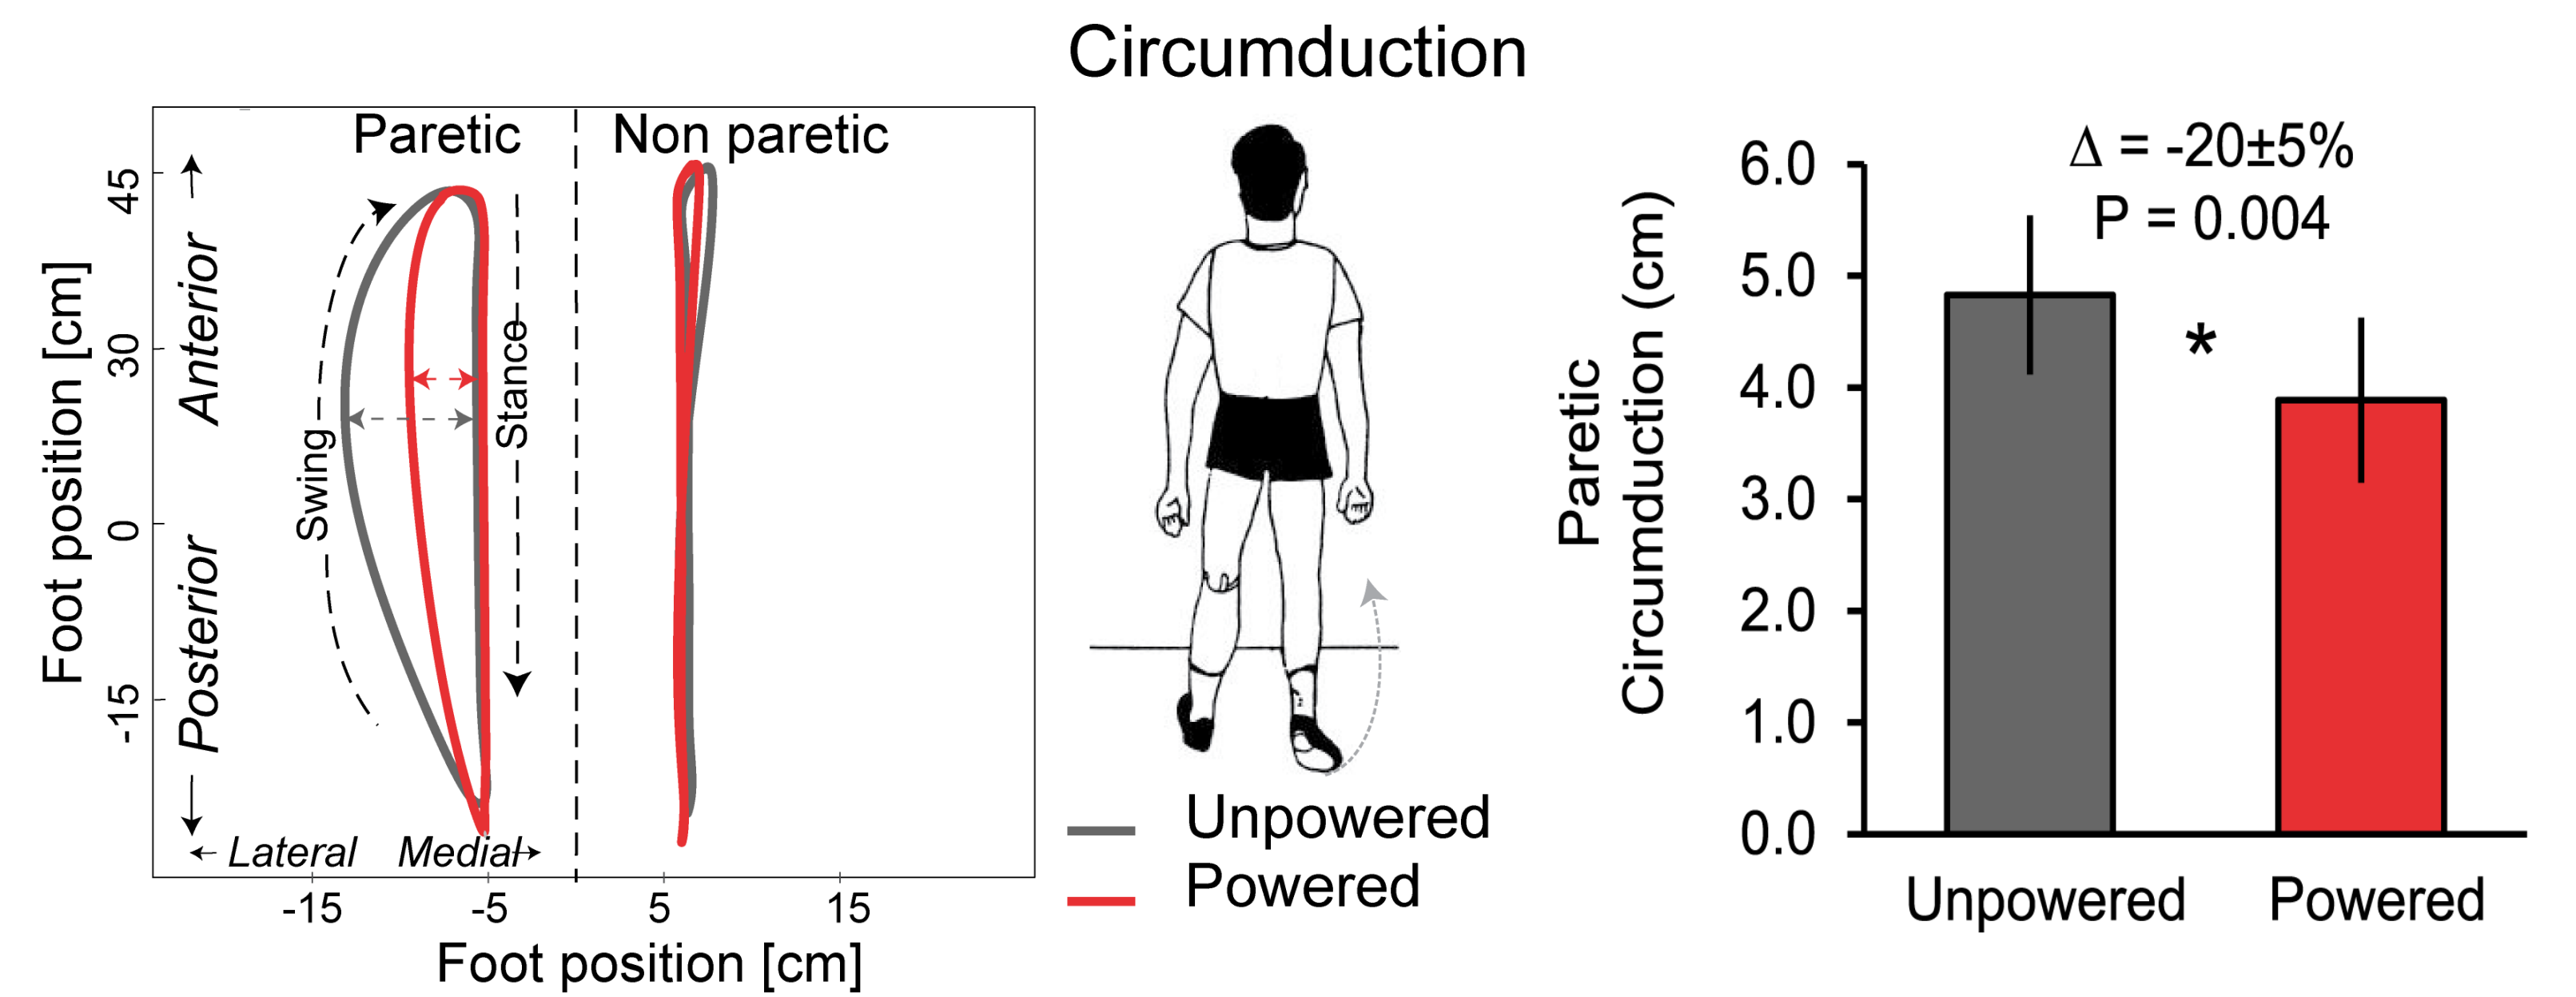 Circumduction
Paretic
Non paretic
Foot position [cm]
45
30
0
-15
Anterior
Posterior
Swing
Stance
Lateral
Medial
-15
-5
5
15
Foot position [cm]
Unpowered
Powered
Paretic
Circumduction (cm)
6.0
5.0
4.0
3.0
2.0
1.0
0.0
Δ = -20±5%
P = 0.004
*
Unpowered
Powered